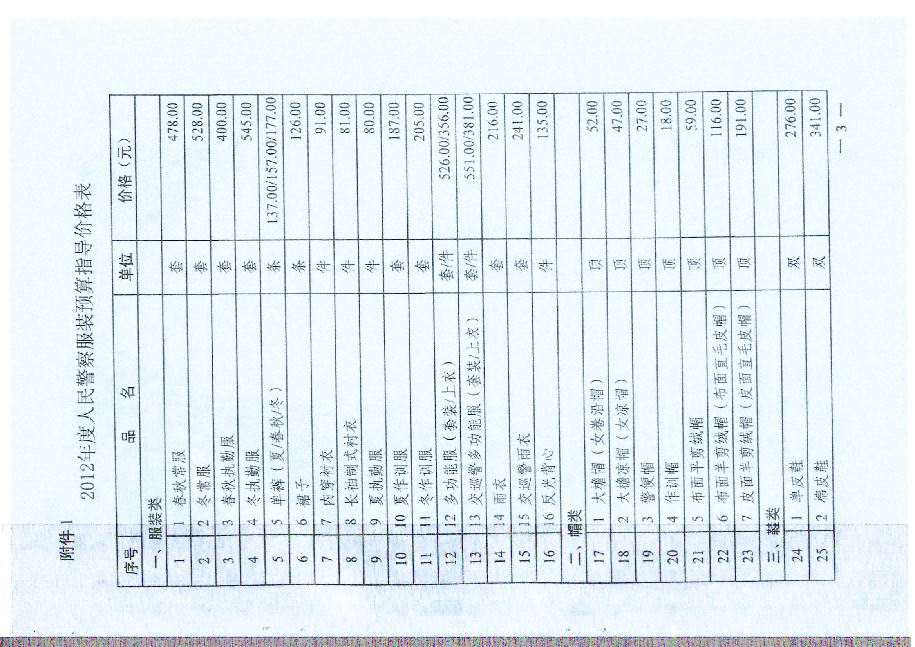 附件1
2012年度人民警察服装预算指导价格表
序号 品 名 单位 价格（元）
一、服装类
1 1 春秋常服 套 478.00
2 2 冬常服 套 528.00
3 3 春秋执勤服 套 400.00
4 4 冬执勤服 套 545.00
5 5 单裤（夏/春秋/冬） 条 137.00/157.00/177.00
6 6 裙子 条 126.00
7 7 内穿衬衣 件 91.00
8 8 长袖制式衬衣 件 81.00
9 9 夏执勤服 件 80.00
10 10 夏作训服 套 187.00
11 11 冬作训服 套 205.00
12 12 多功能服（套装/上衣） 套/件 526.00/356.00
13 13 交巡警多功能服（套装/上衣） 套/件 551.00/381.00
14 14 雨衣 套 216.00
15 15 交巡警雨衣 套 241.00
16 16 反光背心 件 135.00
二、帽类
17 1 大檐帽（女卷沿帽） 顶 52.00
18 2 大檐凉帽（女凉帽） 顶 47.00
19 3 警便帽 顶 27.00
20 4 作训帽 顶 18.00
21 5 布面平剪绒帽 顶 59.00
22 6 布面羊剪绒帽（布面直毛皮帽） 顶 116.00
23 7 皮面羊剪绒帽（皮面直毛皮帽） 顶 191.00
三、鞋类
24 1 单皮鞋 双 276.00
25 2 棉皮鞋 双 341.00
— 3 —